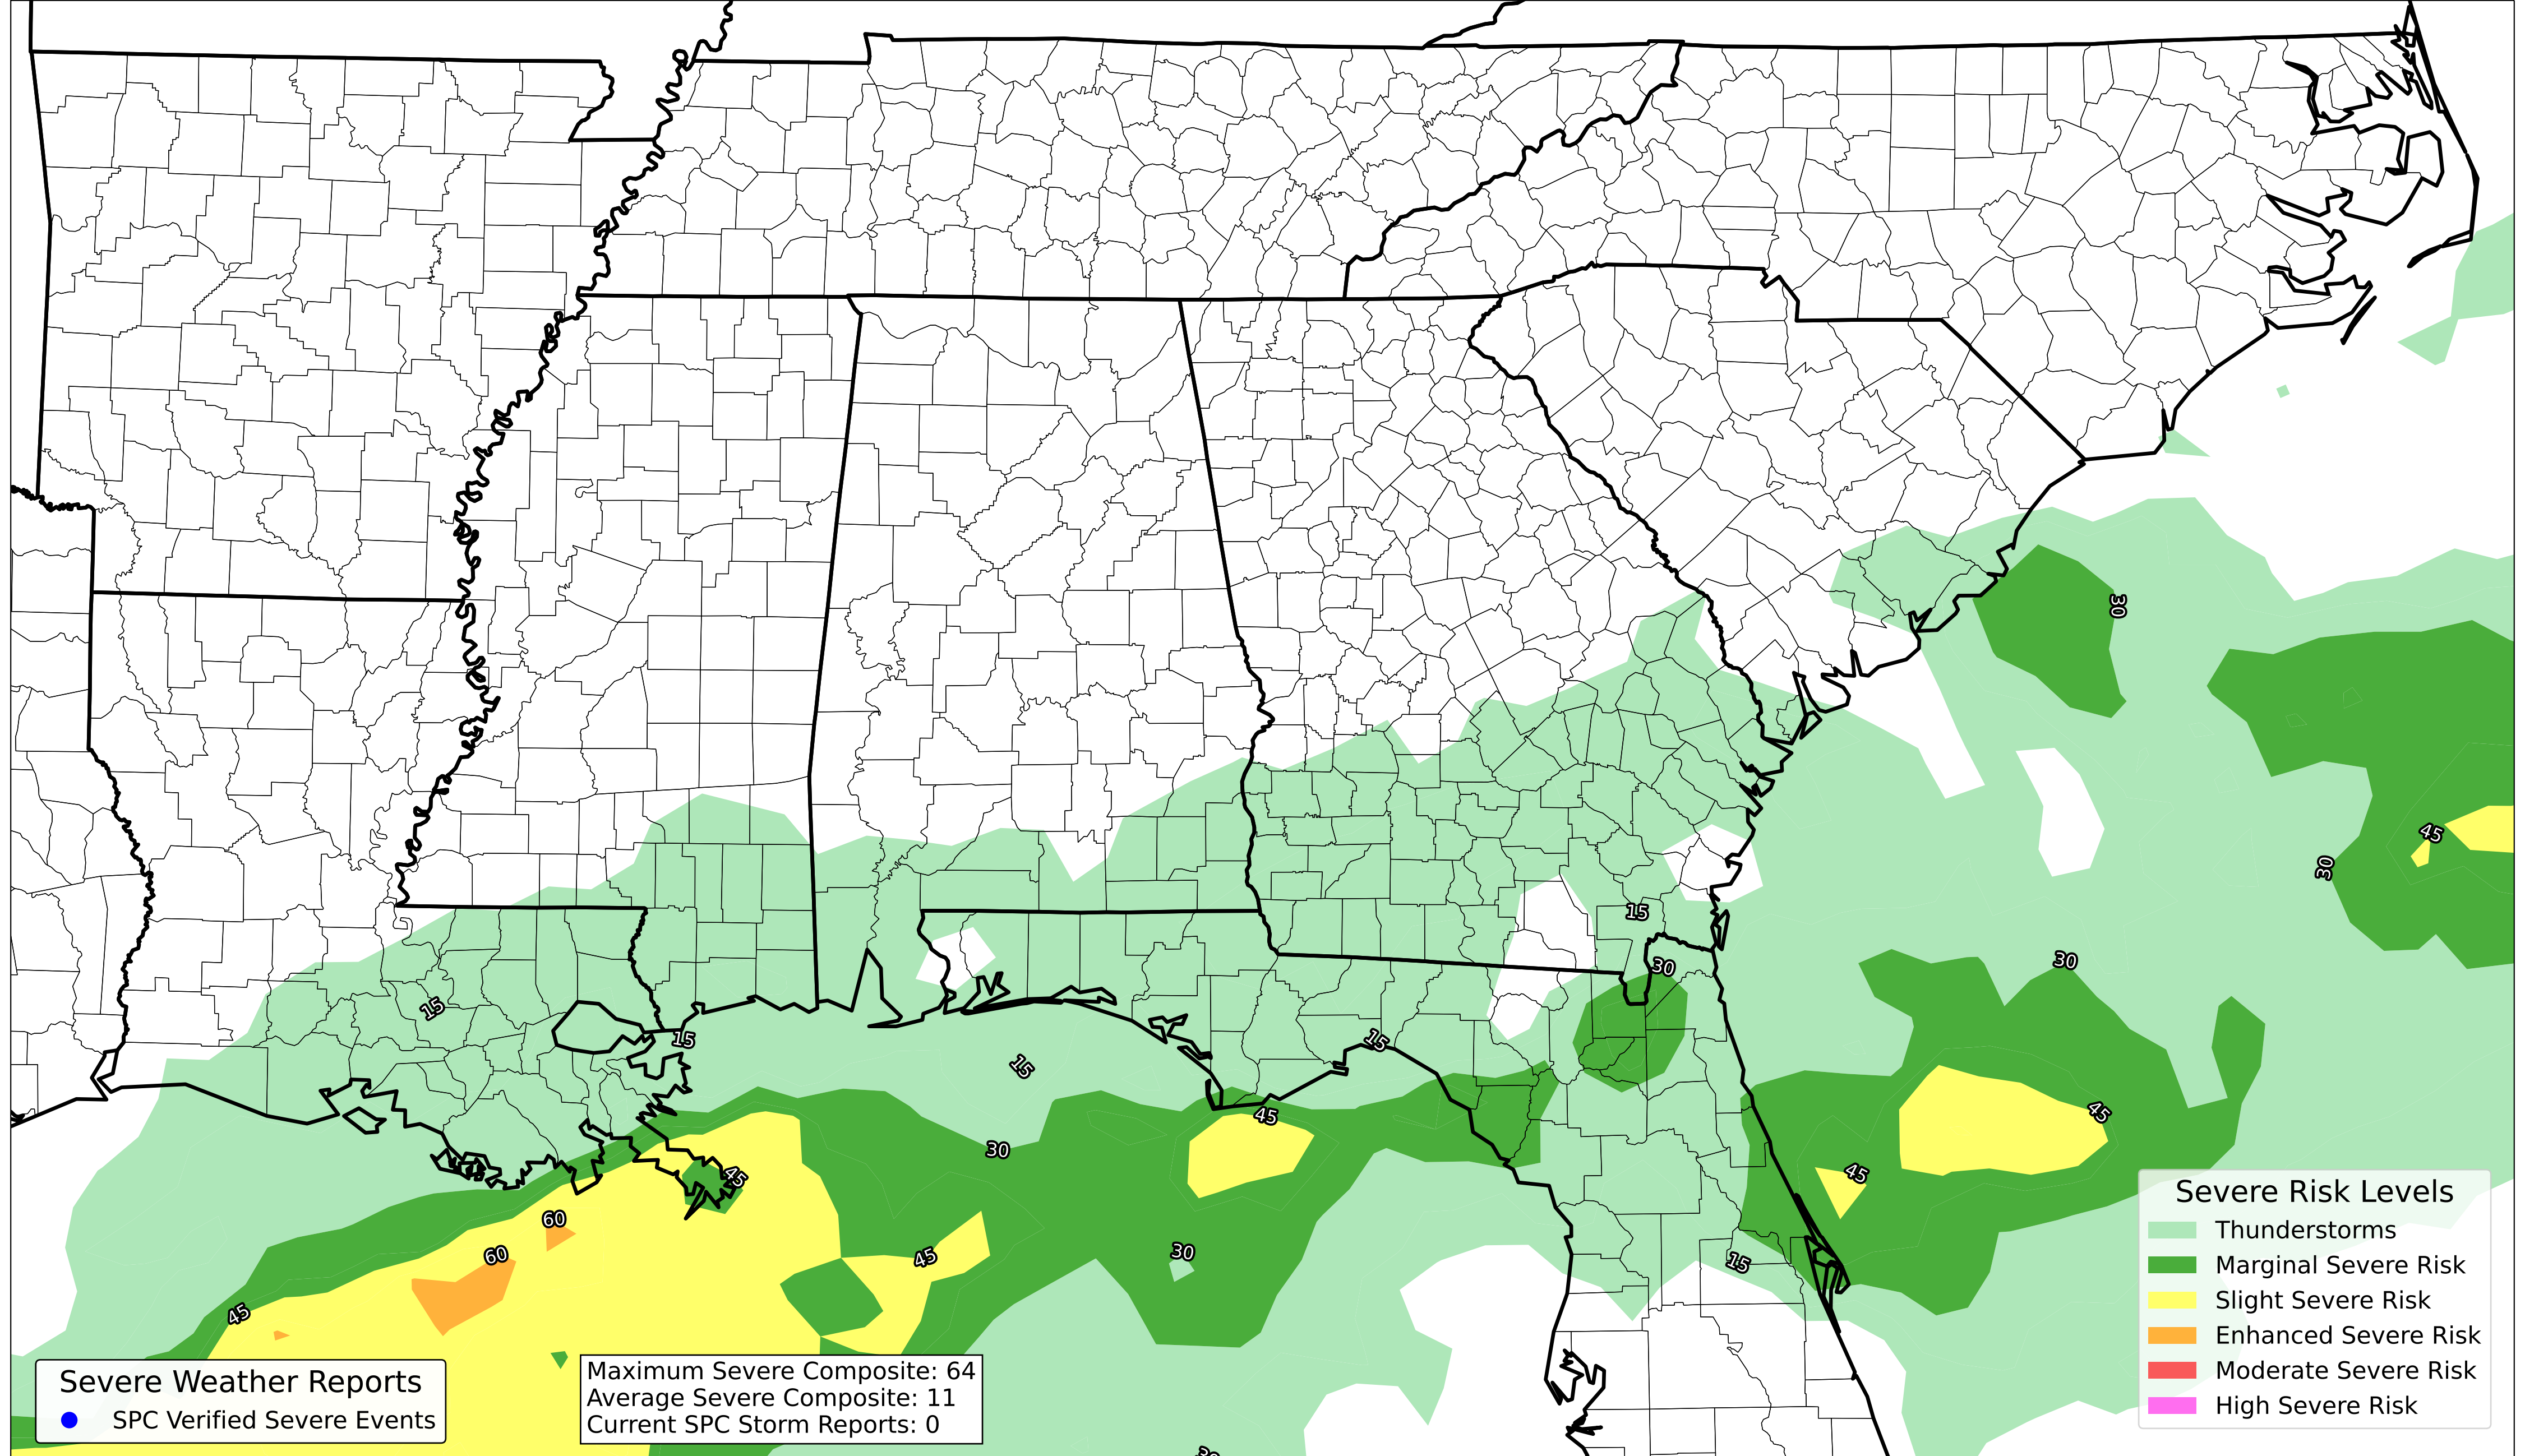 30
45
30
15
30
30
15
15
15
15
45
45
30
45
45
60
30
60
45
15
45
30
Severe Risk Levels
Thunderstorms
Marginal Severe Risk
Slight Severe Risk
Enhanced Severe Risk
Moderate Severe Risk
High Severe Risk
Severe Weather Reports
SPC Verified Severe Events
Maximum Severe Composite: 64
Average Severe Composite: 11
Current SPC Storm Reports: 0